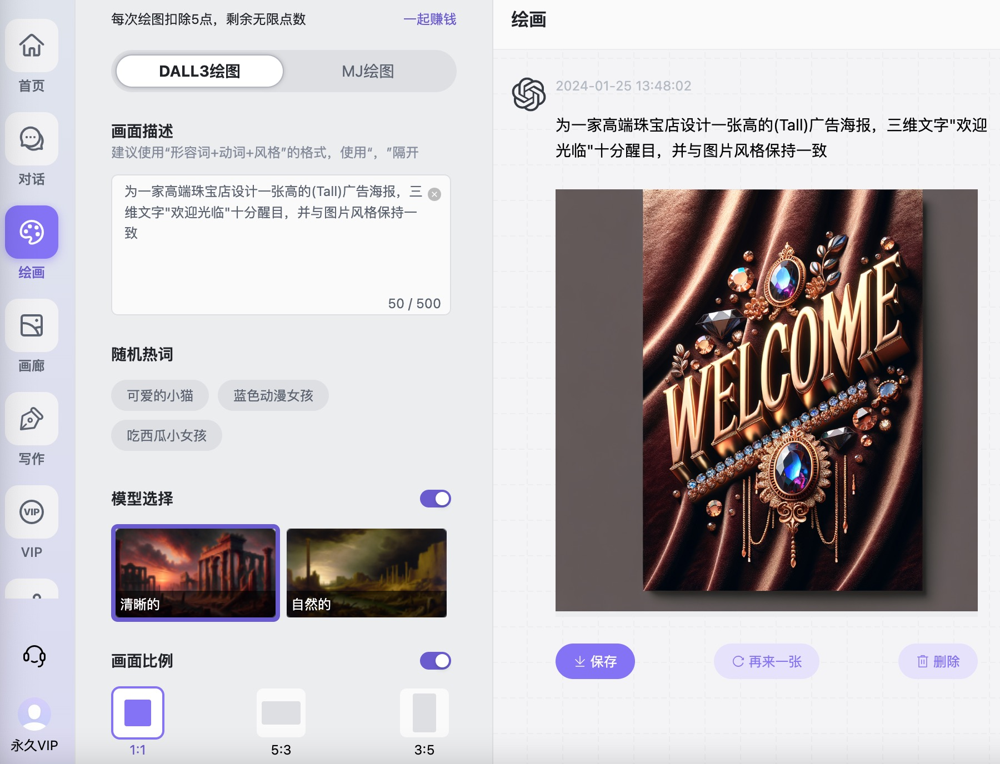 每次绘图扣除5点，剩余无限点数
一起赚钱
DALL3绘图
MJ绘图
画面描述
建议使用“形容词+动词+风格”的格式，使用“，”隔开
为一家高端珠宝店设计一张高的(Tall)广告海报，三
维文字"欢迎光临"十分醒目，并与图片风格保持一
致
50 / 500
随机热词
可爱的小猫
蓝色动漫女孩
吃西瓜小女孩
模型选择
清晰的
自然的
画面比例
1:1
5:3
3:5
首页
对话
绘画
画廊
写作
VIP
VIP
永久VIP
绘画
2024-01-25 13:48:02
为一家高端珠宝店设计一张高的(Tall)广告海报，三维文字"欢迎
光临"十分醒目，并与图片风格保持一致
WELCOMME
保存
再来一张
删除